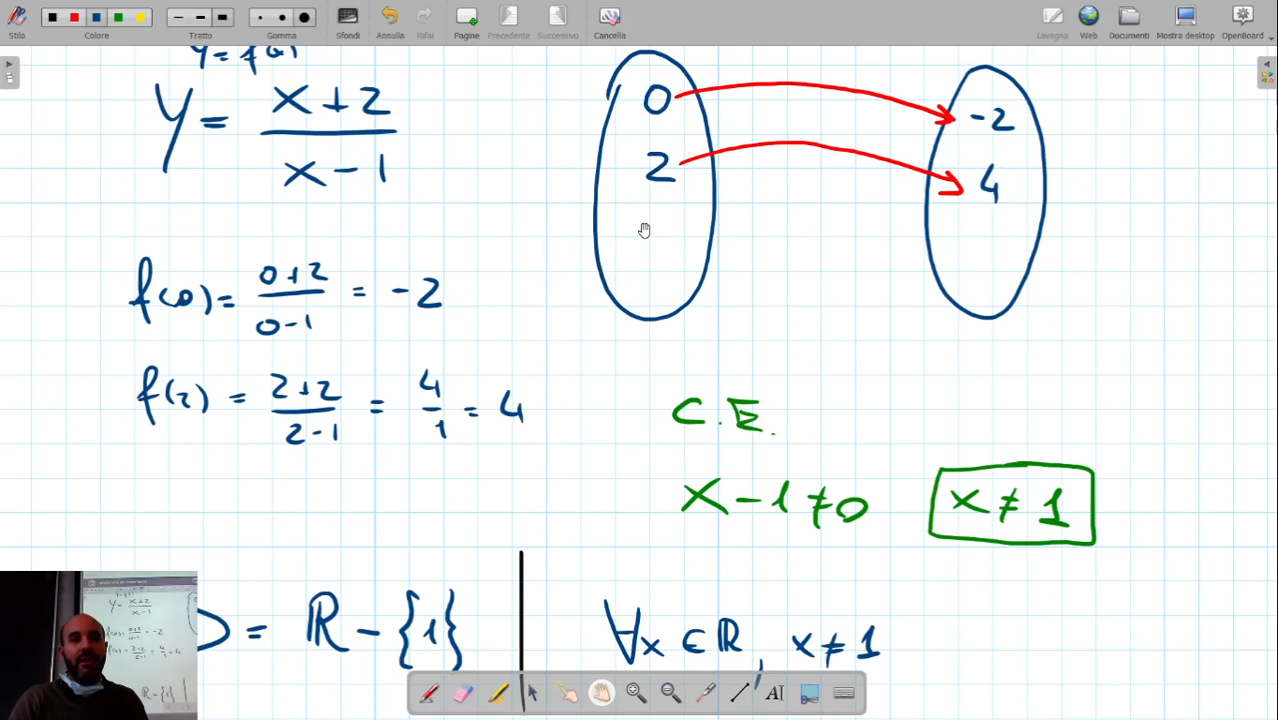 Stilo
Colore
Tratto
Gomma
Sfondi
Annulla
Rifai
Pagine
Precedente
Successivo
Cancella
Lavagna
Web
Documenti
Mostra desktop
OpenBoard
y = f(x)
y = x+2 / x-1
0 -2
2 4
f(0) = 0+2 / 0-1 = -2
f(2) = 2+2 / 2-1 = 4/1 = 4
C.E.
x-1≠0 x≠1
D = ℝ - {1}
∀x ∈ ℝ, x≠1